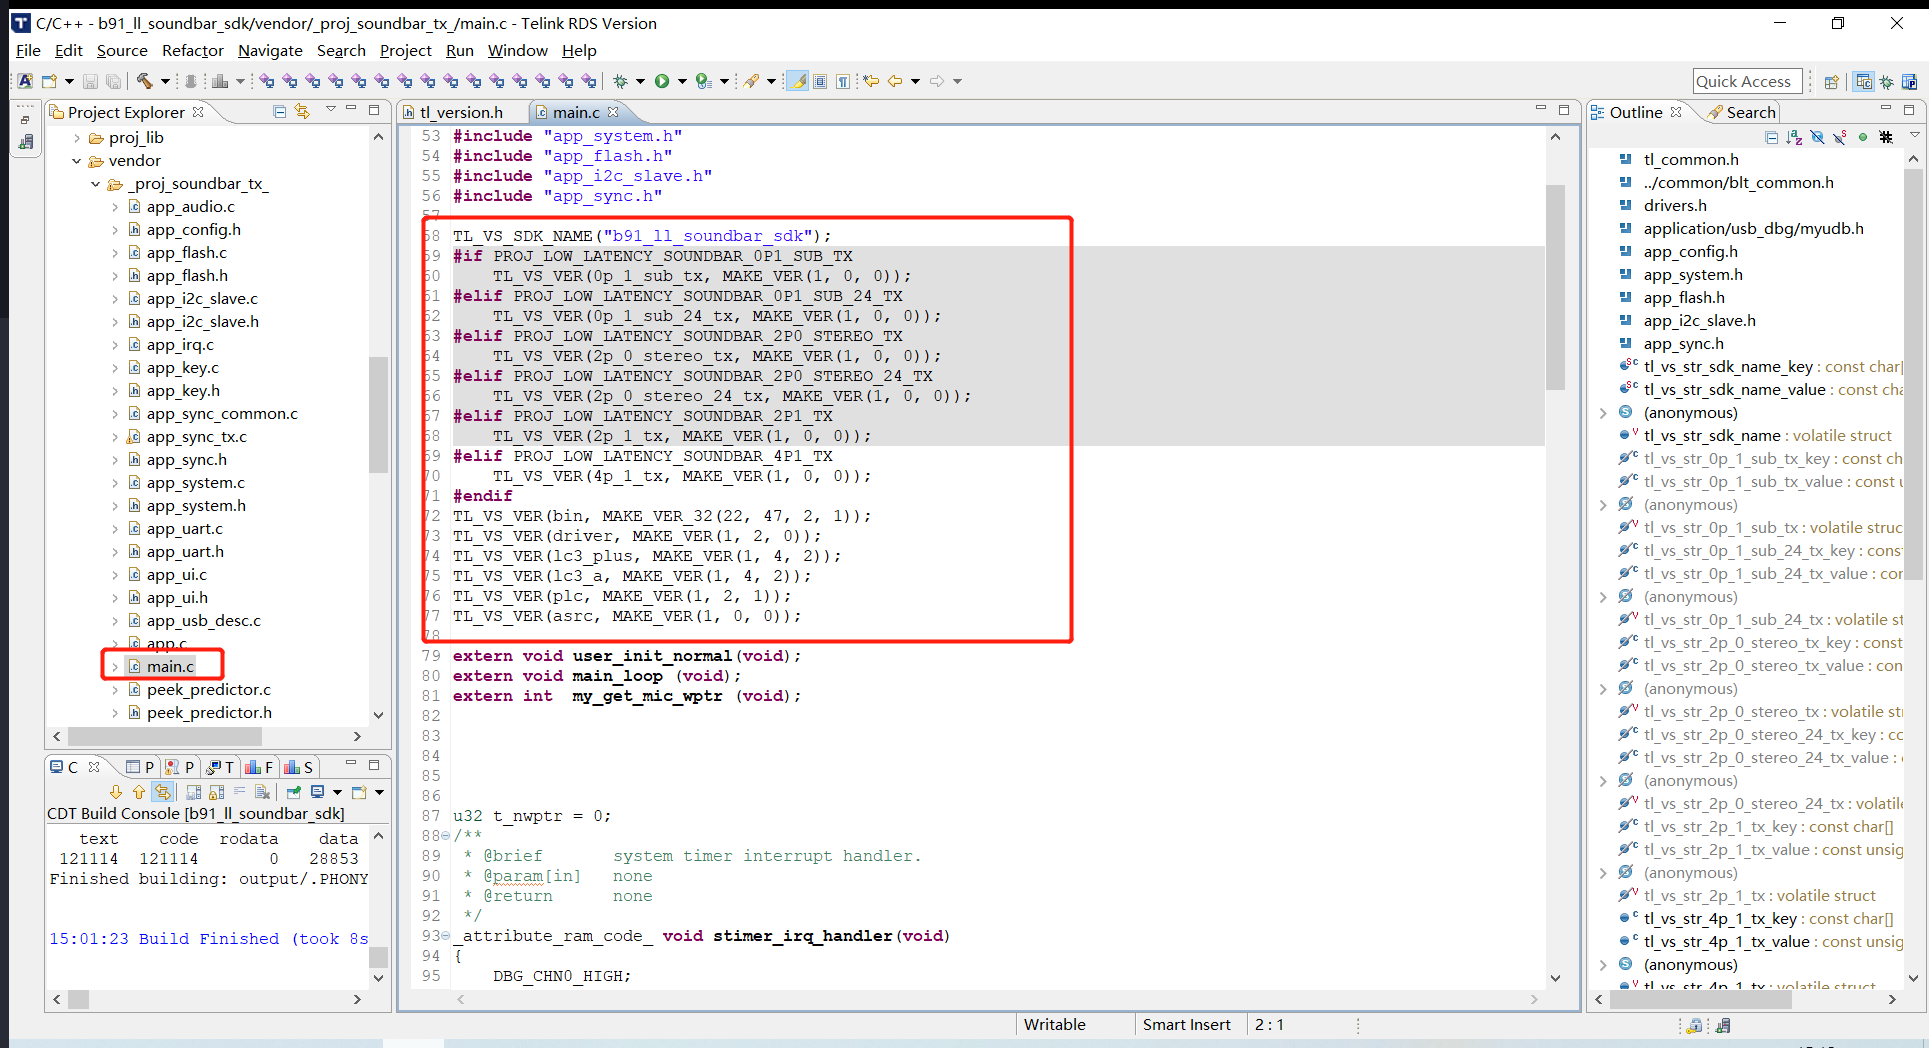 C/C++ - b91_ll_soundbar_sdk/vendor/_proj_soundbar_tx_/main.c - Telink RDS Version
File Edit Source Refactor Navigate Search Project Run Window Help
Quick Access
Project Explorer
proj_lib
vendor
_proj_soundbar_tx_
app_audio.c
app_config.h
app_flash.c
app_flash.h
app_i2c_slave.c
app_i2c_slave.h
app_irq.c
app_key.c
app_key.h
app_sync_common.c
app_sync_tx.c
app_sync.h
app_system.c
app_system.h
app_uart.c
app_uart.h
app_ui.c
app_ui.h
app_usb_desc.c
app.c
main.c
peek_predictor.c
peek_predictor.h
C P P T F S
CDT Build Console [b91_ll_soundbar_sdk]
text code rodata data
121114 121114 0 28853
Finished building: output/.PHONY
15:01:23 Build Finished (took 8s
tl_version.h main.c
53 #include "app_system.h"
54 #include "app_flash.h"
55 #include "app_i2c_slave.h"
56 #include "app_sync.h"
57
58 TL_VS_SDK_NAME("b91_ll_soundbar_sdk");
59 #if PROJ_LOW_LATENCY_SOUNDBAR_0P1_SUB_TX
60 TL_VS_VER(0p_1_sub_tx, MAKE_VER(1, 0, 0));
61 #elif PROJ_LOW_LATENCY_SOUNDBAR_0P1_SUB_24_TX
62 TL_VS_VER(0p_1_sub_24_tx, MAKE_VER(1, 0, 0));
63 #elif PROJ_LOW_LATENCY_SOUNDBAR_2P0_STEREO_TX
64 TL_VS_VER(2p_0_stereo_tx, MAKE_VER(1, 0, 0));
65 #elif PROJ_LOW_LATENCY_SOUNDBAR_2P0_STEREO_24_TX
66 TL_VS_VER(2p_0_stereo_24_tx, MAKE_VER(1, 0, 0));
67 #elif PROJ_LOW_LATENCY_SOUNDBAR_2P1_TX
68 TL_VS_VER(2p_1_tx, MAKE_VER(1, 0, 0));
69 #elif PROJ_LOW_LATENCY_SOUNDBAR_4P1_TX
70 TL_VS_VER(4p_1_tx, MAKE_VER(1, 0, 0));
71 #endif
72 TL_VS_VER(bin, MAKE_VER_32(22, 47, 2, 1));
73 TL_VS_VER(driver, MAKE_VER(1, 2, 0));
74 TL_VS_VER(lc3_plus, MAKE_VER(1, 4, 2));
75 TL_VS_VER(lc3_a, MAKE_VER(1, 4, 2));
76 TL_VS_VER(plc, MAKE_VER(1, 2, 1));
77 TL_VS_VER(asrc, MAKE_VER(1, 0, 0));
78
79 extern void user_init_normal(void);
80 extern void main_loop (void);
81 extern int my_get_mic_wptr (void);
82
83
84
85
86
87 u32 t_nwptr = 0;
88 /**
89 * @brief system timer interrupt handler.
90 * @param[in] none
91 * @return none
92 */
93 _attribute_ram_code_ void stimer_irq_handler(void)
94 {
95 DBG_CHN0_HIGH;
Outline Search
tl_common.h
../common/blt_common.h
drivers.h
application/usb_dbg/myudb.h
app_config.h
app_system.h
app_flash.h
app_i2c_slave.h
app_sync.h
tl_vs_str_sdk_name_key : const char[
tl_vs_str_sdk_name_value : const cha
(anonymous)
tl_vs_str_sdk_name : volatile struct
tl_vs_str_0p_1_sub_tx_key : const ch
tl_vs_str_0p_1_sub_tx_value : const u
(anonymous)
tl_vs_str_0p_1_sub_tx : volatile struc
tl_vs_str_0p_1_sub_24_tx_key : cons
tl_vs_str_0p_1_sub_24_tx_value : cor
(anonymous)
tl_vs_str_0p_1_sub_24_tx : volatile st
tl_vs_str_2p_0_stereo_tx_key : const
tl_vs_str_2p_0_stereo_tx_value : con
(anonymous)
tl_vs_str_2p_0_stereo_tx : volatile st
tl_vs_str_2p_0_stereo_24_tx_key : cc
tl_vs_str_2p_0_stereo_24_tx_value :
(anonymous)
tl_vs_str_2p_0_stereo_24_tx : volatile
tl_vs_str_2p_1_tx_key : const char[]
tl_vs_str_2p_1_tx_value : const unsig
(anonymous)
tl_vs_str_2p_1_tx : volatile struct
tl_vs_str_4p_1_tx_key : const char[]
tl_vs_str_4p_1_tx_value : const unsig
(anonymous)
tl_vs_str_4p_1_tx : volatile struct
Writable Smart Insert 2 : 1